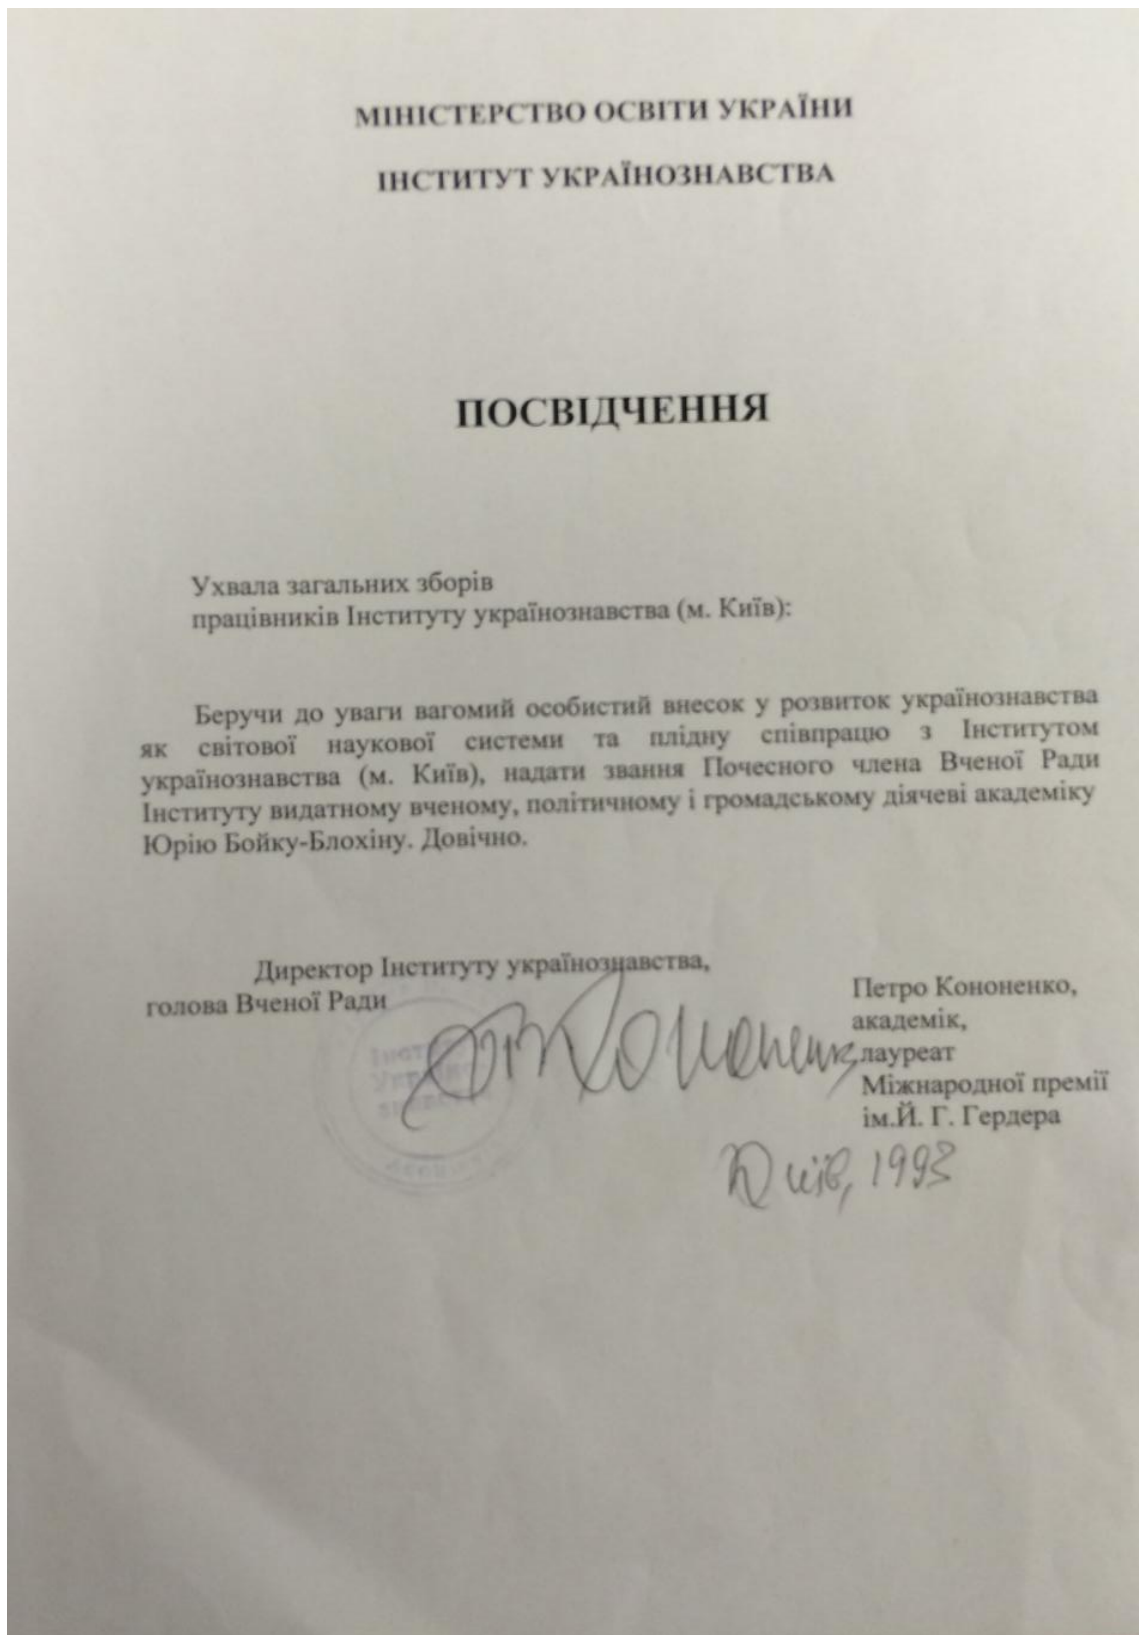 МІНІСТЕРСТВО ОСВІТИ УКРАЇНИ
ІНСТИТУТ УКРАЇНОЗНАВСТВА
ПОСВІДЧЕННЯ
Ухвала загальних зборів
працівників Інституту українознавства (м. Київ):
Беручи до уваги вагомий особистий внесок у розвиток українознавства
як світової наукової системи та плідну співпрацю з Інститутом
українознавства (м. Київ), надати звання Почесного члена Вченої Ради
Інституту видатному вченому, політичному і громадському діячеві академіку
Юрію Бойку-Блохіну. Довічно.
Директор Інституту українознавства,
голова Вченої Ради
Петро Кононенко,
академік,
лауреат
Міжнародної премії
ім.Й. Г. Гердера
Київ, 1993